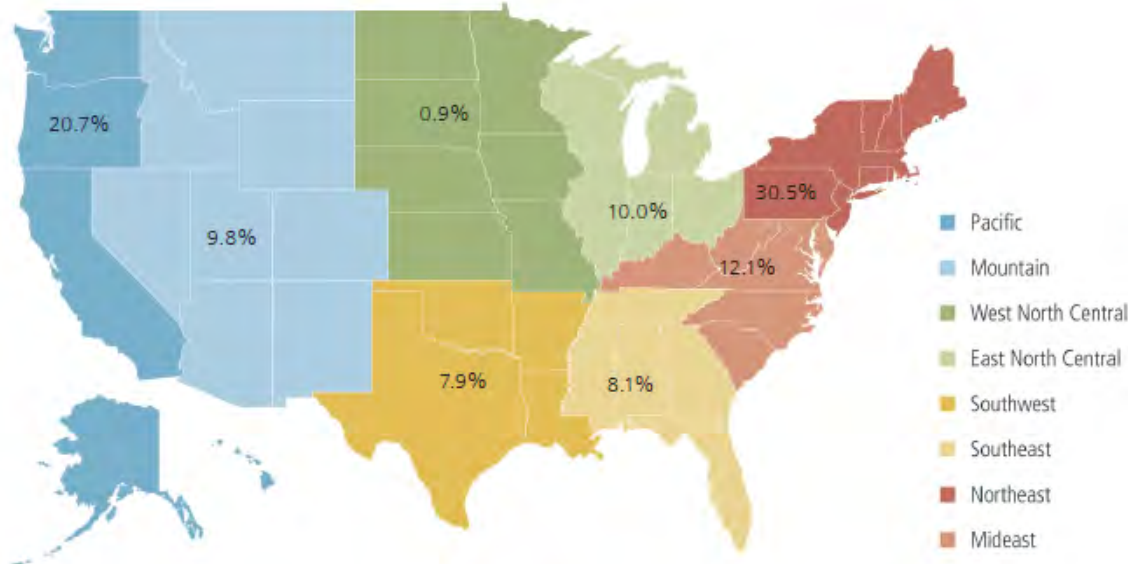 20.7%
0.9%
30.5%
10.0%
9.8%
12.1%
7.9%
8.1%
Pacific
Mountain
West North Central
East North Central
Southwest
Southeast
Northeast
Mideast